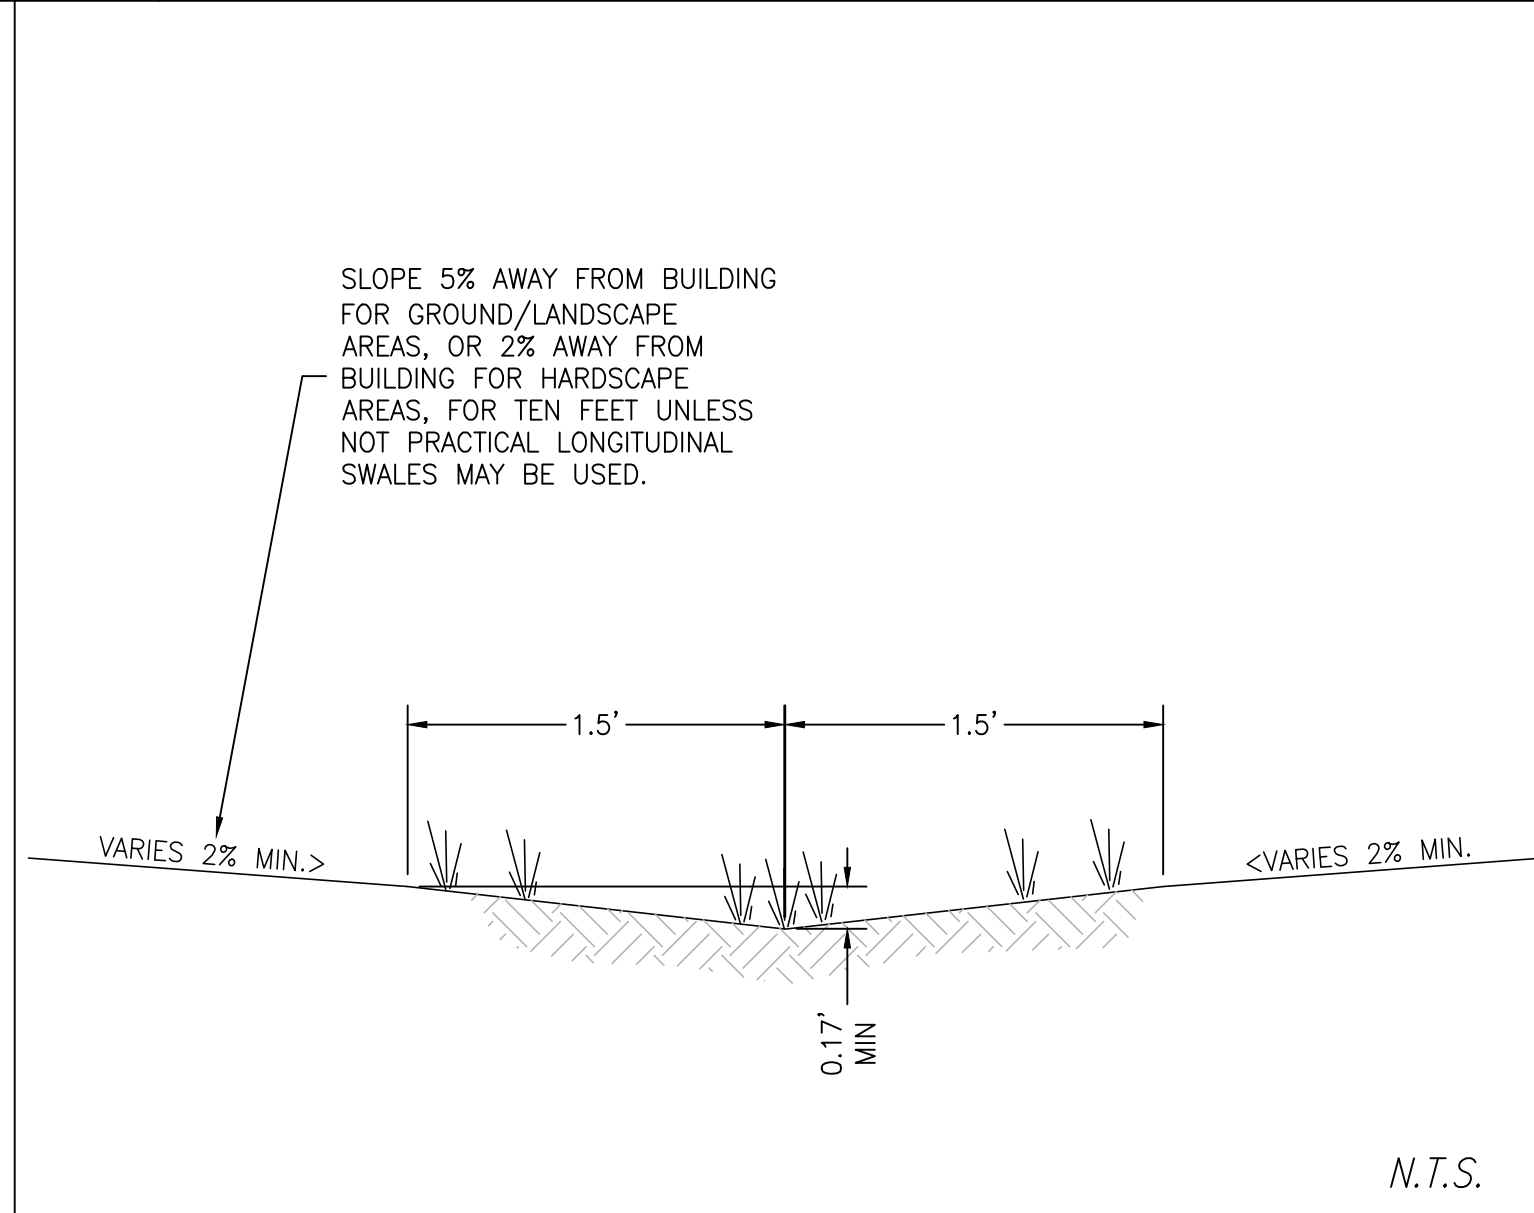 SLOPE 5% AWAY FROM BUILDING
FOR GROUND/LANDSCAPE
AREAS, OR 2% AWAY FROM
BUILDING FOR HARDSCAPE
AREAS, FOR TEN FEET UNLESS
NOT PRACTICAL LONGITUDINAL
SWALES MAY BE USED.
1.5'
1.5'
VARIES 2% MIN.>
<VARIES 2% MIN.
0.17'
MIN
N.T.S.